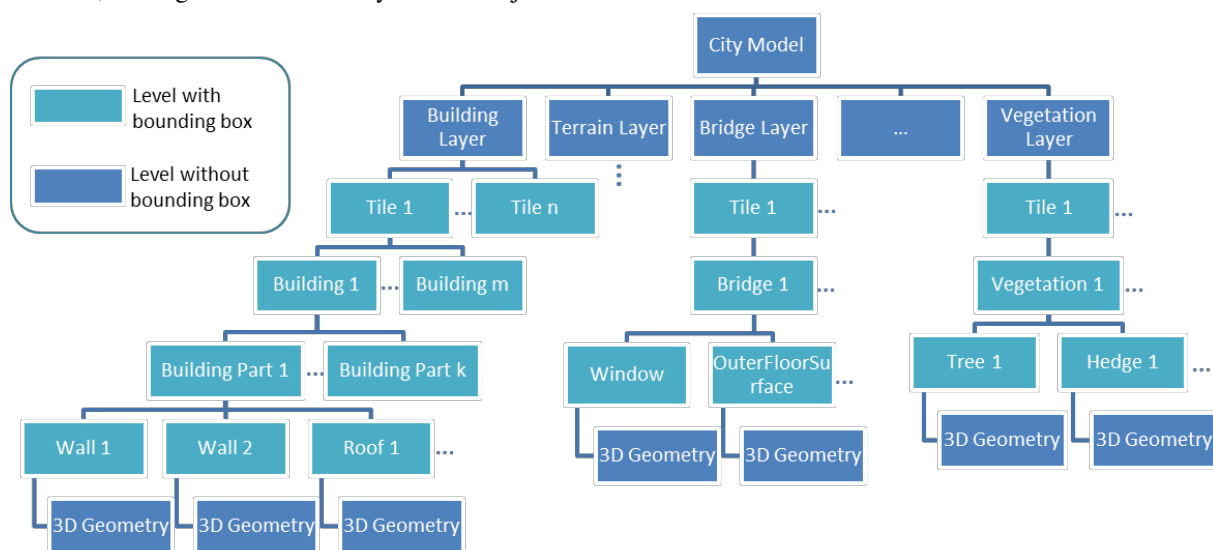 City Model
Level with
bounding box
Level without
bounding box
Building
Layer
Terrain Layer
Bridge Layer
...
Vegetation
Layer
Tile 1
...
Tile n
Tile 1
...
Tile 1
...
Building 1
...
Building m
Bridge 1
...
Vegetation 1
...
Building Part 1
...
Building Part k
Window
OuterFloorSu
rface
...
Tree 1
Hedge 1
...
Wall 1
Wall 2
Roof 1
...
3D Geometry
3D Geometry
3D Geometry
3D Geometry
3D Geometry
3D Geometry
3D Geometry